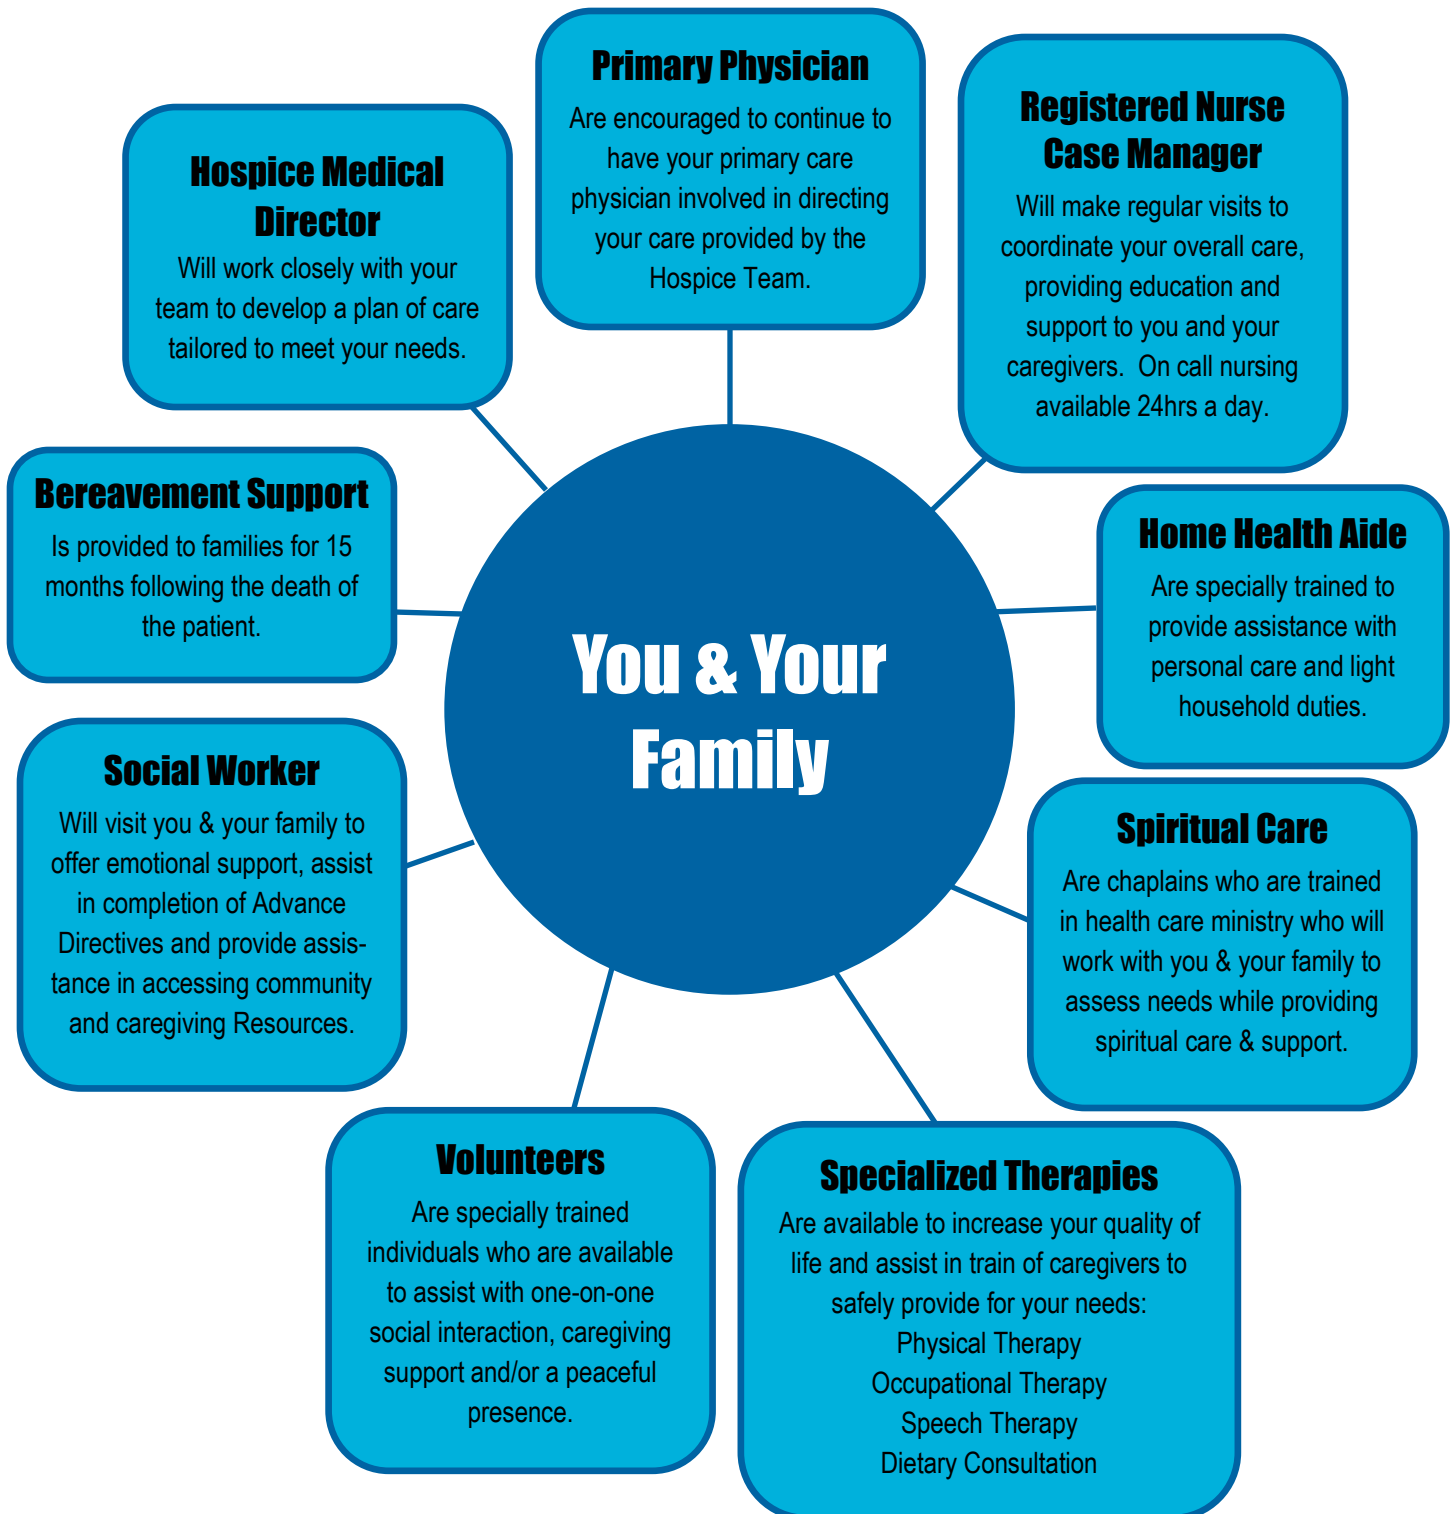 Primary Physician
Are encouraged to continue to
have your primary care
physician involved in directing
your care provided by the
Hospice Team.
Registered Nurse
Case Manager
Will make regular visits to
coordinate your overall care,
providing education and
support to you and your
caregivers.  On call nursing
available 24hrs a day.
Hospice Medical
Director
Will work closely with your
team to develop a plan of care
tailored to meet your needs.
Bereavement Support
Is provided to families for 15
months following the death of
the patient.
Home Health Aide
Are specially trained to
provide assistance with
personal care and light
household duties.
You & Your
Family
Social Worker
Will visit you & your family to
offer emotional support, assist
in completion of Advance
Directives and provide assis-
tance in accessing community
and caregiving Resources.
Spiritual Care
Are chaplains who are trained
in health care ministry who will
work with you & your family to
assess needs while providing
spiritual care & support.
Volunteers
Are specially trained
individuals who are available
to assist with one-on-one
social interaction, caregiving
support and/or a peaceful
presence.
Specialized Therapies
Are available to increase your quality of
life and assist in train of caregivers to
safely provide for your needs:
Physical Therapy
Occupational Therapy
Speech Therapy
Dietary Consultation